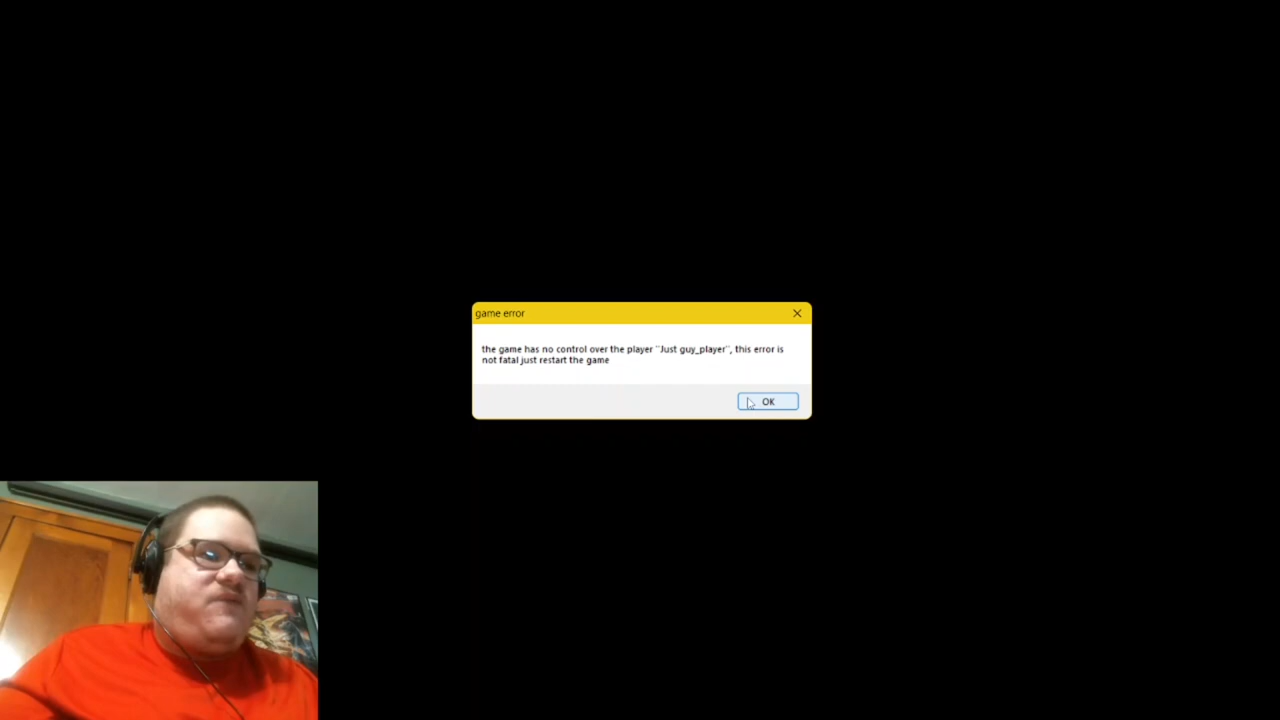 game error
the game has no control over the player "Just guy_player", this error is
not fatal just restart the game
OK